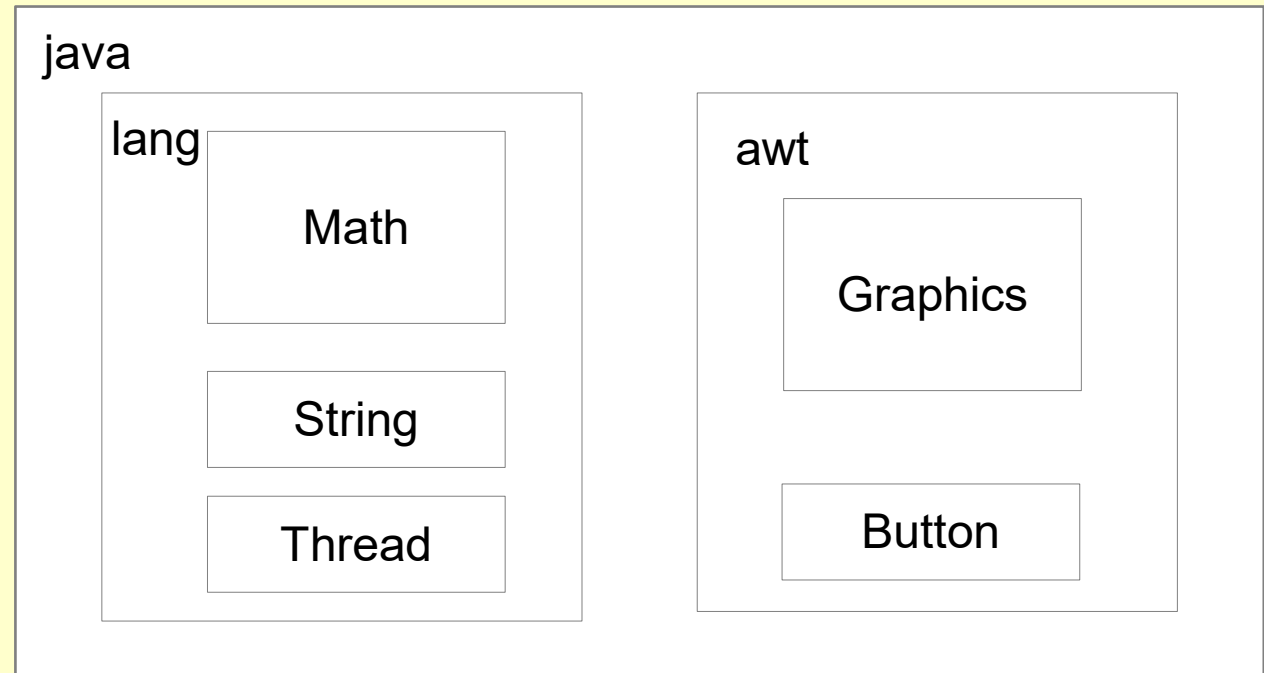 java
lang
Math
String
Thread
awt
Graphics
Button